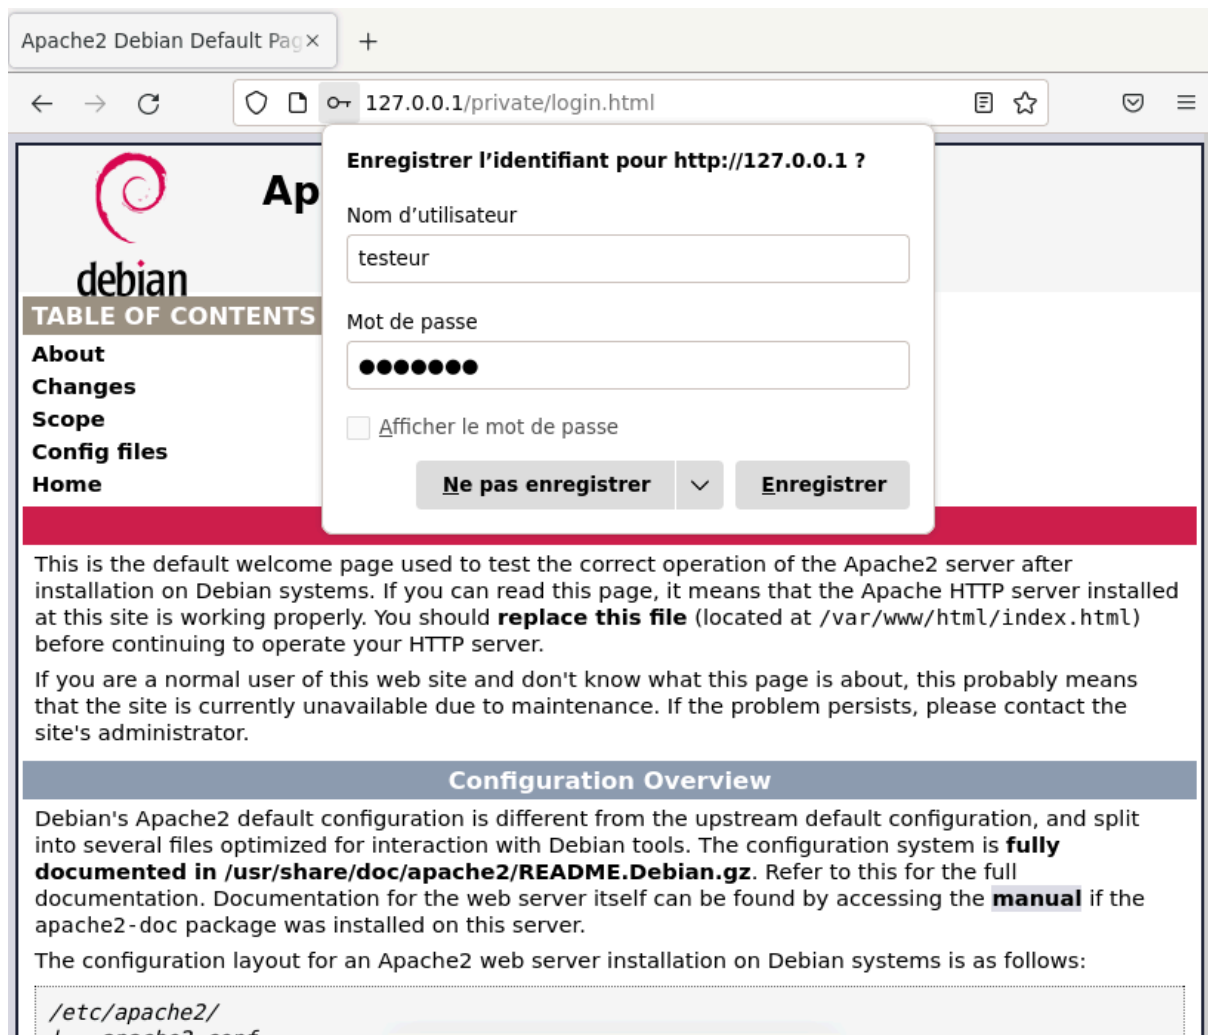 Apache2 Debian Default Pag
127.0.0.1/private/login.html
Enregistrer l’identifiant pour http://127.0.0.1 ?
Ap
Nom d’utilisateur
testeur
debian
TABLE OF CONTENTS
Mot de passe
About
Changes
Scope
Config files
Home
Afficher le mot de passe
Ne pas enregistrer
Enregistrer
This is the default welcome page used to test the correct operation of the Apache2 server after
installation on Debian systems. If you can read this page, it means that the Apache HTTP server installed
at this site is working properly. You should replace this file (located at /var/www/html/index.html)
before continuing to operate your HTTP server.
If you are a normal user of this web site and don't know what this page is about, this probably means
that the site is currently unavailable due to maintenance. If the problem persists, please contact the
site's administrator.
Configuration Overview
Debian's Apache2 default configuration is different from the upstream default configuration, and split
into several files optimized for interaction with Debian tools. The configuration system is fully
documented in /usr/share/doc/apache2/README.Debian.gz. Refer to this for the full
documentation. Documentation for the web server itself can be found by accessing the manual if the
apache2-doc package was installed on this server.
The configuration layout for an Apache2 web server installation on Debian systems is as follows:
/etc/apache2/